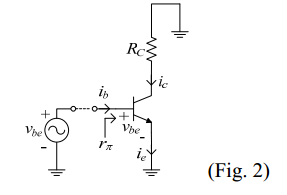 R_C
i_c
i_b
+
+
v_be
v_be
-
-
r_π
i_e
(Fig. 2)